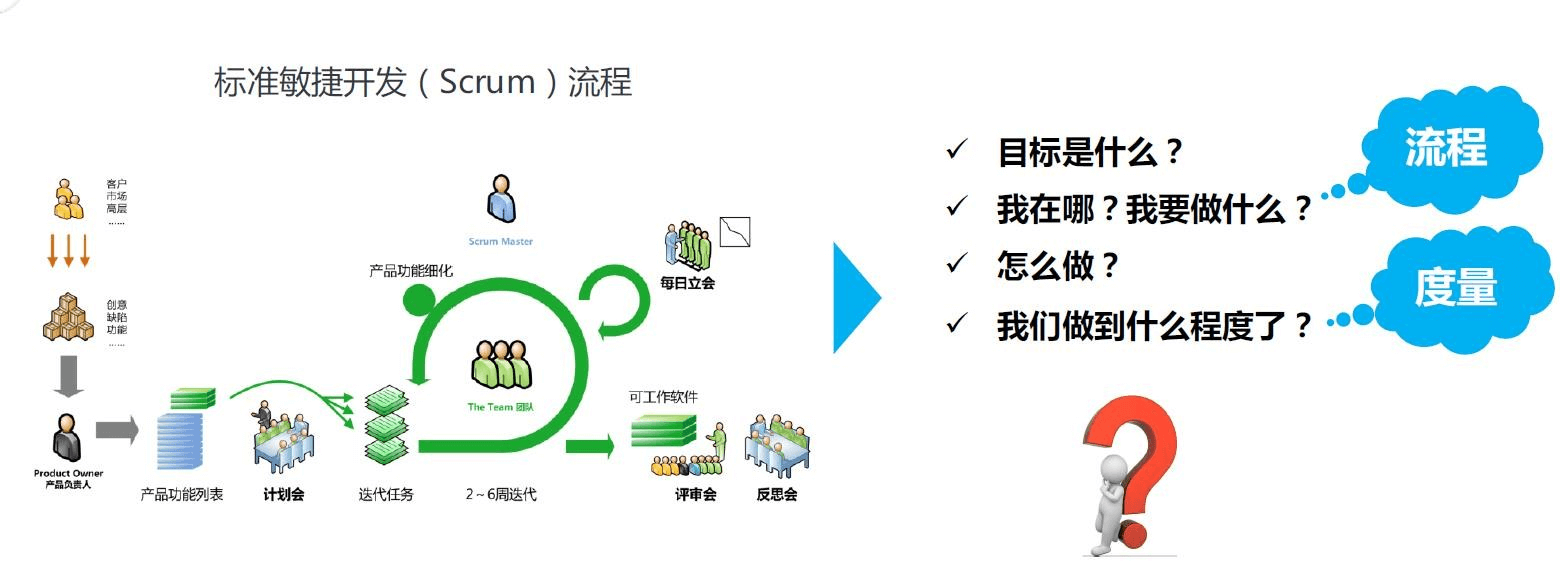 标准敏捷开发（Scrum）流程
客户
市场
高层
……
创意
缺陷
功能
……
Product Owner
产品负责人
产品功能列表
计划会
迭代任务
产品功能细化
Scrum Master
The Team 团队
2～6周迭代
每日立会
可工作软件
评审会
反思会
✓ 目标是什么？
✓ 我在哪？我要做什么？
✓ 怎么做？
✓ 我们做到什么程度了？
流程
度量